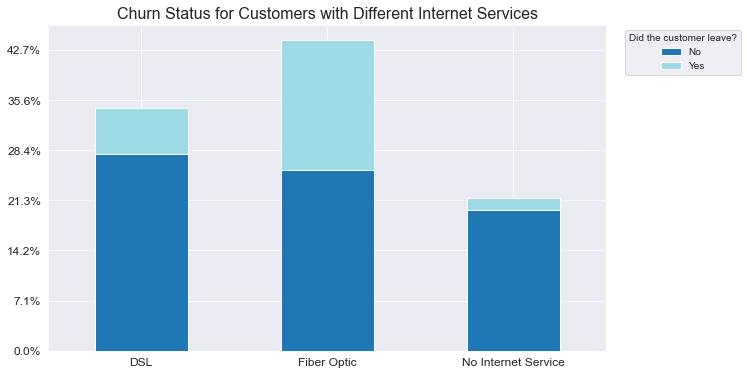 Churn Status for Customers with Different Internet Services
Did the customer leave?
No
Yes
42.7%
35.6%
28.4%
21.3%
14.2%
7.1%
0.0%
DSL
Fiber Optic
No Internet Service